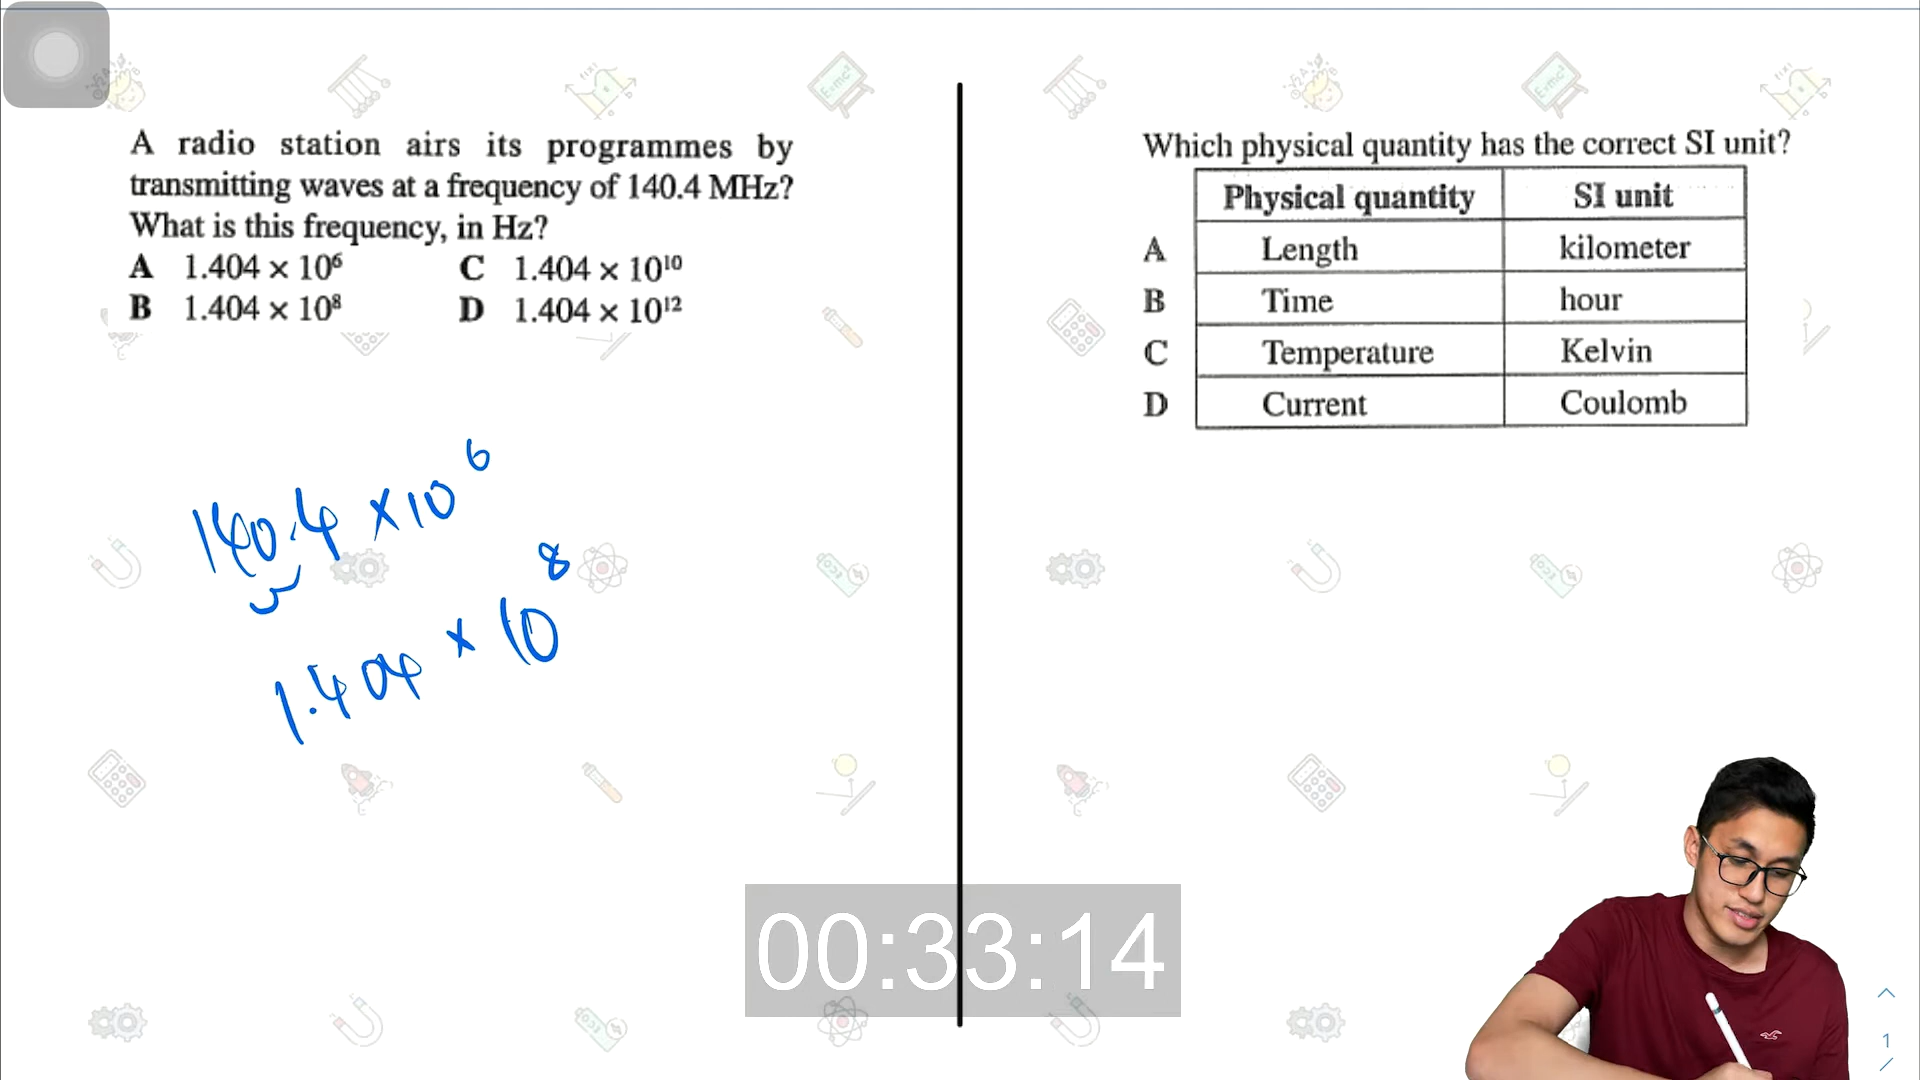 A radio station airs its programmes by
transmitting waves at a frequency of 140.4 MHz?
What is this frequency, in Hz?
A 1.404 × 10⁶ C 1.404 × 10¹⁰
B 1.404 × 10⁸ D 1.404 × 10¹²
140.4 × 10⁶
1.404 × 10⁸
Which physical quantity has the correct SI unit?
Physical quantity SI unit
A Length kilometer
B Time hour
C Temperature Kelvin
D Current Coulomb
00:33:14
1